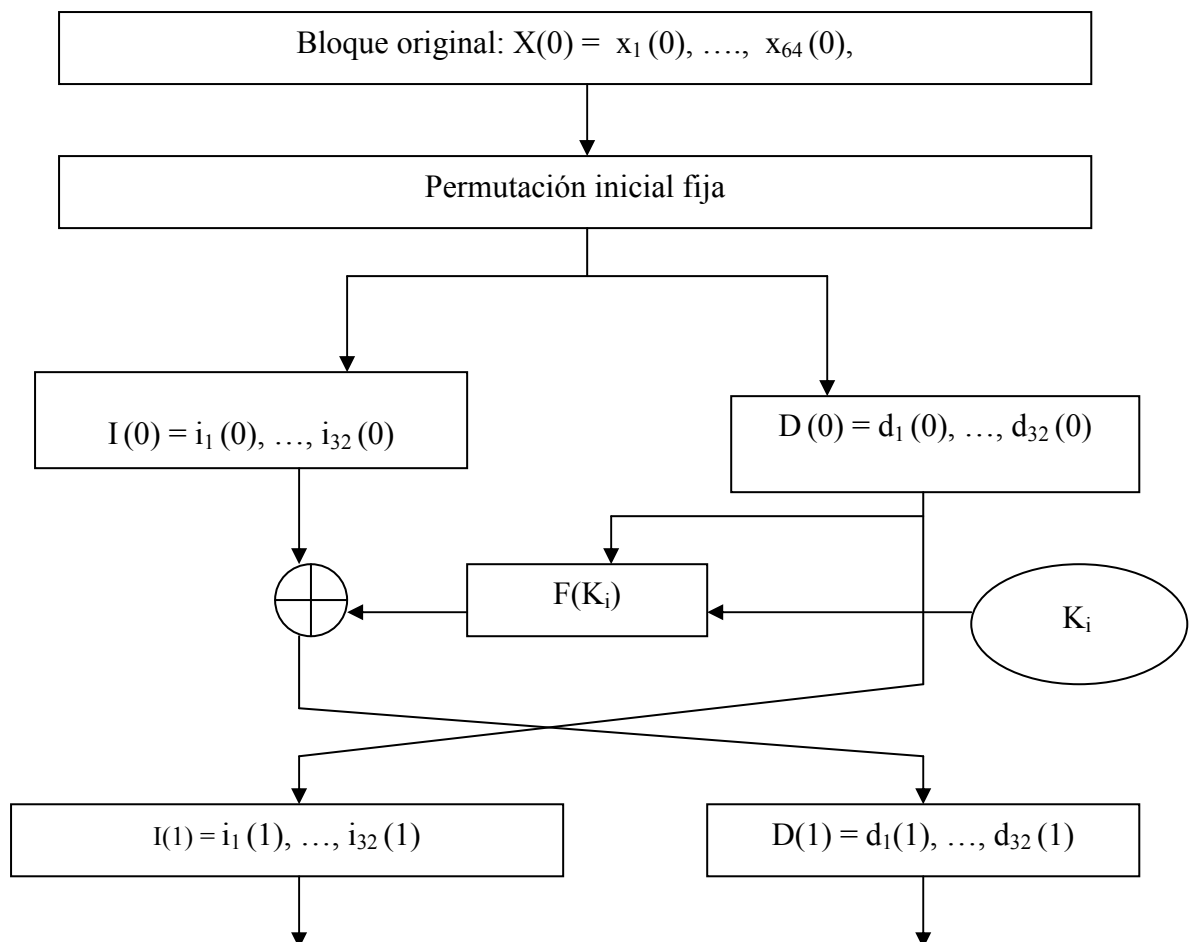 Bloque original: X(0) = x₁ (0), …., x₆₄ (0),
Permutación inicial fija
I (0) = i₁ (0), …, i₃₂ (0)
D (0) = d₁ (0), …, d₃₂ (0)
F(Kᵢ)
Kᵢ
I(1) = i₁ (1), …, i₃₂ (1)
D(1) = d₁(1), …, d₃₂ (1)